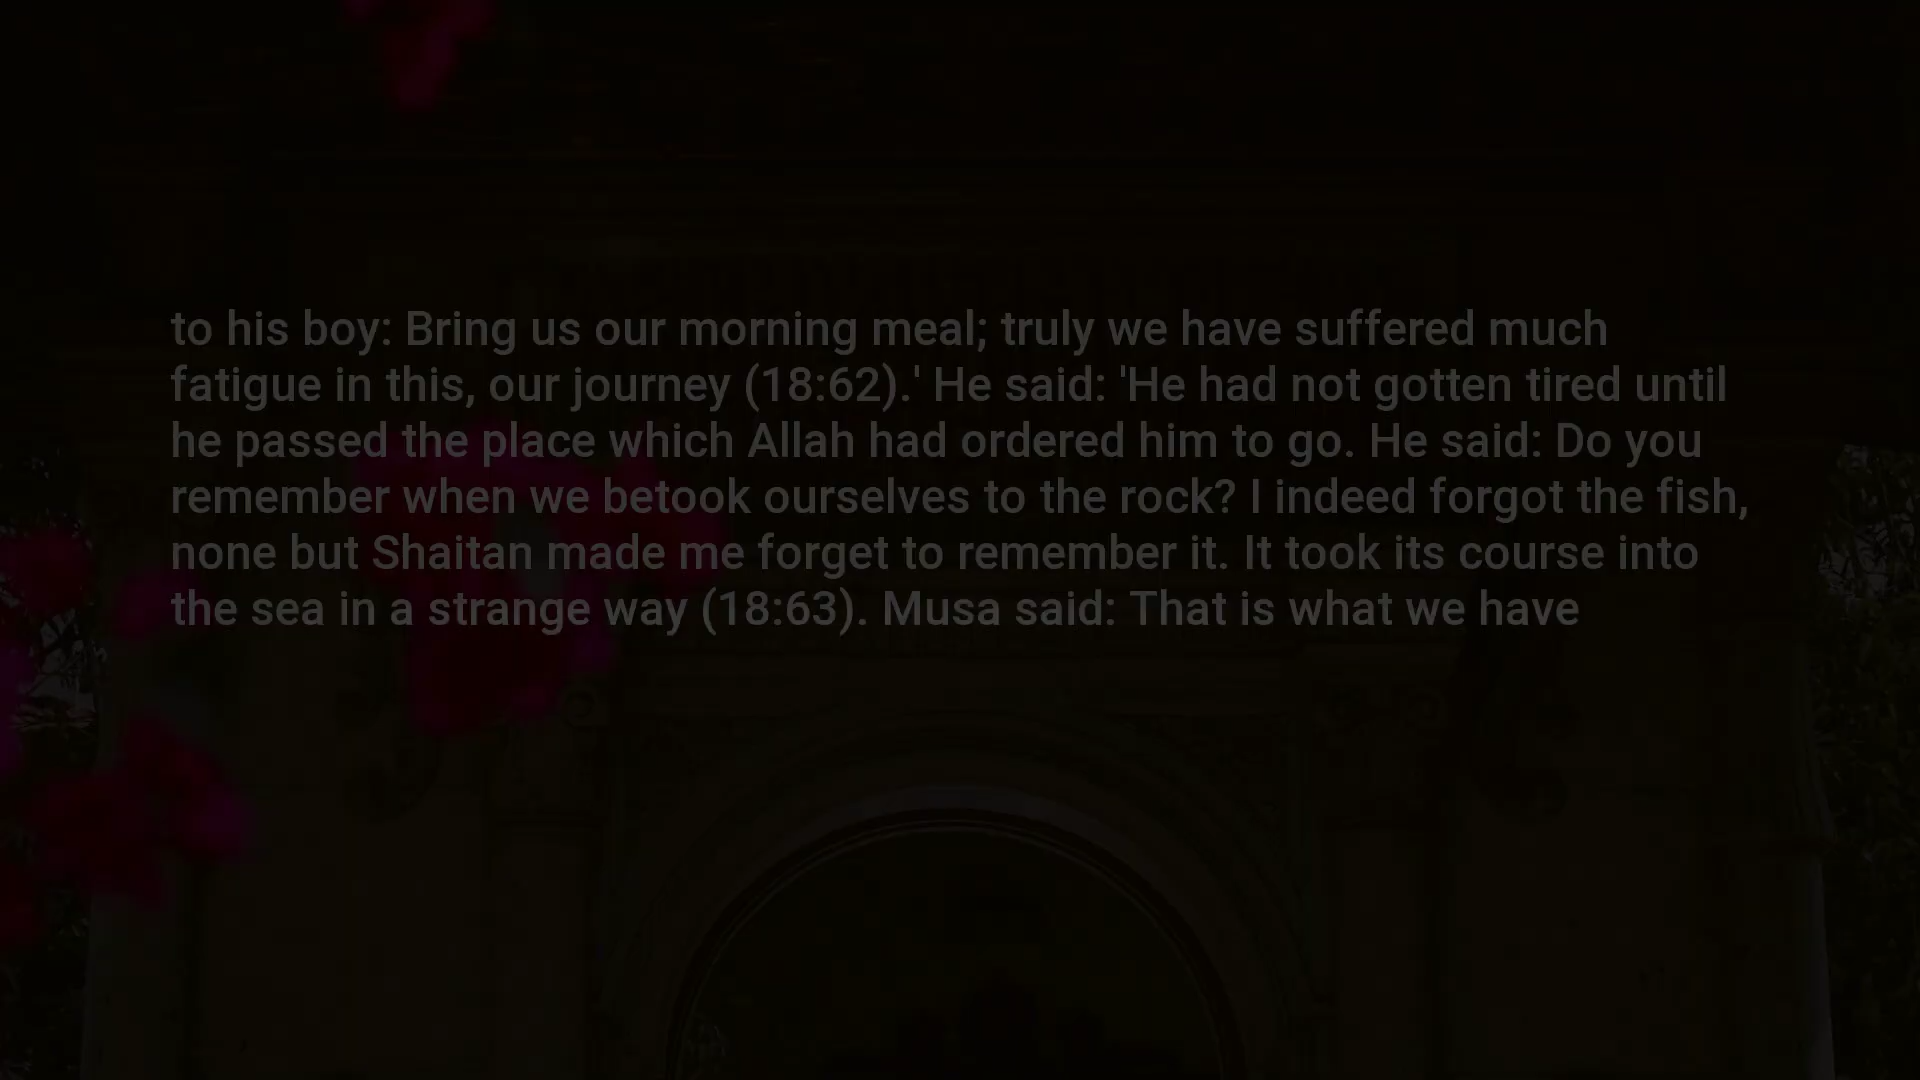 to his boy: Bring us our morning meal; truly we have suffered much
fatigue in this, our journey (18:62).' He said: 'He had not gotten tired until
he passed the place which Allah had ordered him to go. He said: Do you
remember when we betook ourselves to the rock? I indeed forgot the fish,
none but Shaitan made me forget to remember it. It took its course into
the sea in a strange way (18:63). Musa said: That is what we have